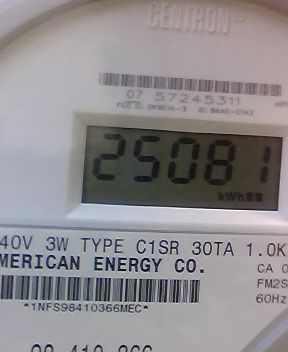 CENTRON
07 57245311
25081
kWh
40V 3W TYPE C1SR 30TA 1.0K
MERICAN ENERGY CO.
CA 0
FM2S
60Hz
*1NFS98410366MEC*